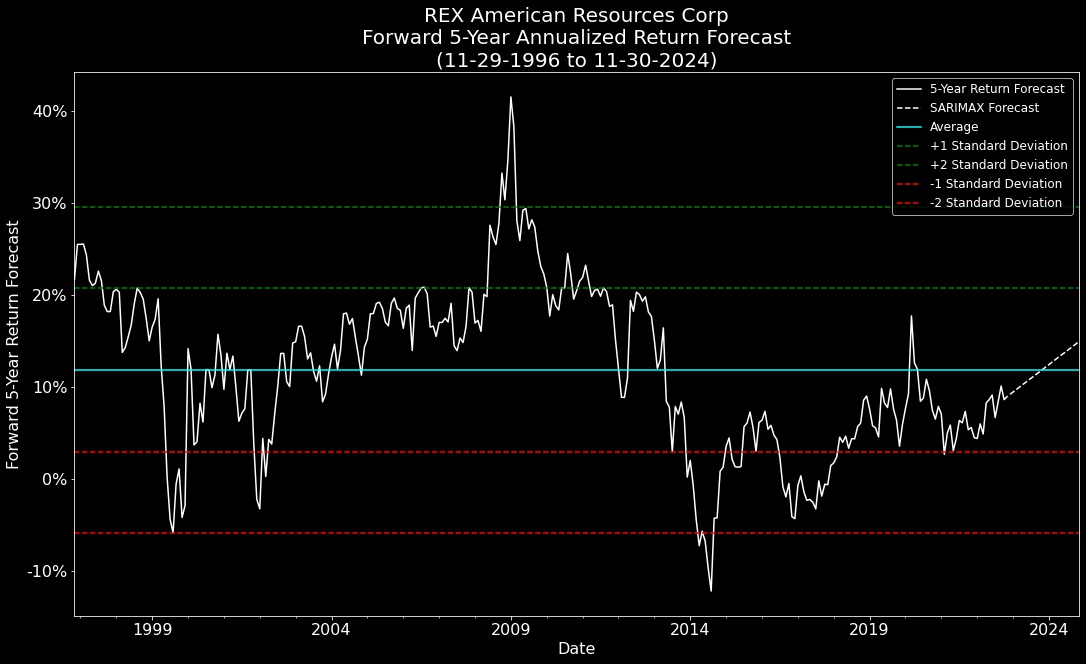 REX American Resources Corp
Forward 5-Year Annualized Return Forecast
(11-29-1996 to 11-30-2024)
5-Year Return Forecast
SARIMAX Forecast
Average
+1 Standard Deviation
+2 Standard Deviation
-1 Standard Deviation
-2 Standard Deviation
Forward 5-Year Return Forecast
40%
30%
20%
10%
0%
-10%
1999 2004 2009 2014 2019 2024
Date